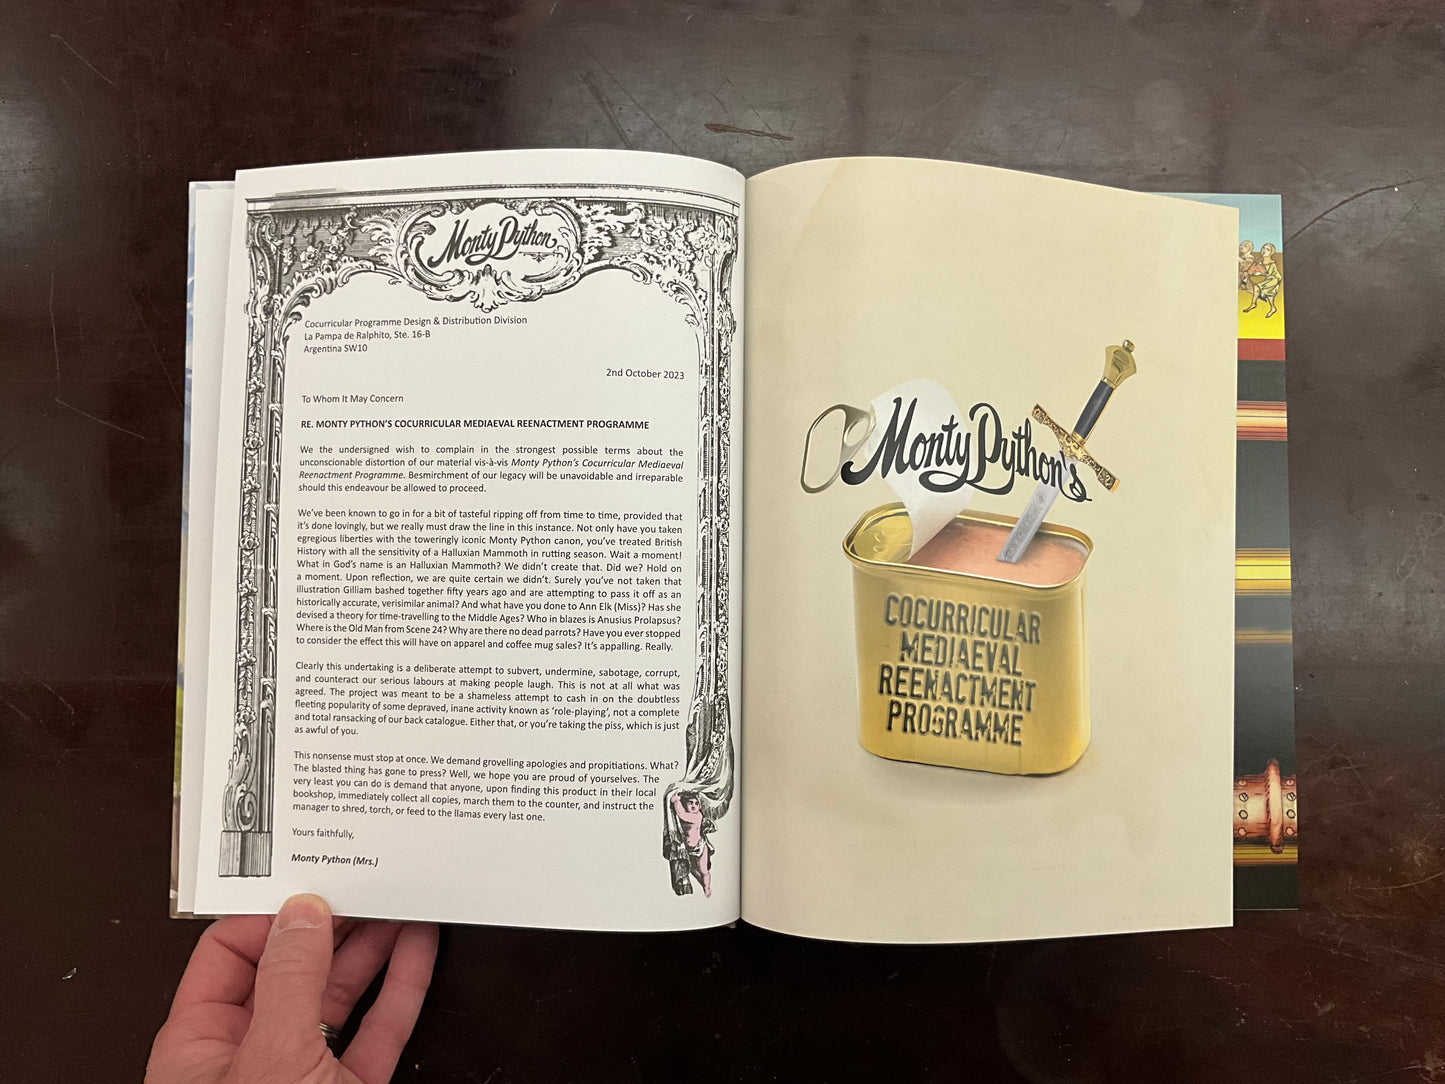 Monty Python
Cocurricular Programme Design & Distribution Division
La Pampa de Ralphito, Ste. 16-B
Argentina SW10
2nd October 2023
To Whom It May Concern
RE. MONTY PYTHON'S COCURRICULAR MEDIAEVAL REENACTMENT PROGRAMME
We the undersigned wish to complain in the strongest possible terms about the
unconscionable distortion of our material vis-à-vis Monty Python's Cocurricular Mediaeval
Reenactment Programme. Besmirchment of our legacy will be unavoidable and irreparable
should this endeavour be allowed to proceed.
We've been known to go in for a bit of tasteful ripping off from time to time, provided that
it's done lovingly, but we really must draw the line in this instance. Not only have you taken
egregious liberties with the toweringly iconic Monty Python canon, you've treated British
History with all the sensitivity of a Halluxian Mammoth in rutting season. Wait a moment!
What in God's name is an Halluxian Mammoth? We didn't create that. Did we? Hold on
a moment. Upon reflection, we are quite certain we didn't. Surely you've not taken that
illustration Gilliam bashed together fifty years ago and are attempting to pass it off as an
historically accurate, verisimilar animal? And what have you done to Ann Elk (Miss)? Has she
devised a theory for time-travelling to the Middle Ages? Who in blazes is Anusius Prolapsus?
Where is the Old Man from Scene 24? Why are there no dead parrots? Have you ever stopped
to consider the effect this will have on apparel and coffee mug sales? It's appalling. Really.
Clearly this undertaking is a deliberate attempt to subvert, undermine, sabotage, corrupt,
and counteract our serious labours at making people laugh. This is not at all what was
agreed. The project was meant to be a shameless attempt to cash in on the doubtless
fleeting popularity of some depraved, inane activity known as 'role-playing', not a complete
and total ransacking of our back catalogue. Either that, or you're taking the piss, which is just
as awful of you.
This nonsense must stop at once. We demand grovelling apologies and propitiations. What?
The blasted thing has gone to press? Well, we hope you are proud of yourselves. The
very least you can do is demand that anyone, upon finding this product in their local
bookshop, immediately collect all copies, march them to the counter, and instruct the
manager to shred, torch, or feed to the llamas every last one.
Yours faithfully,
Monty Python (Mrs.)
Monty Python's
COCURRICULAR
MEDIAEVAL
REENACTMENT
PROGRAMME